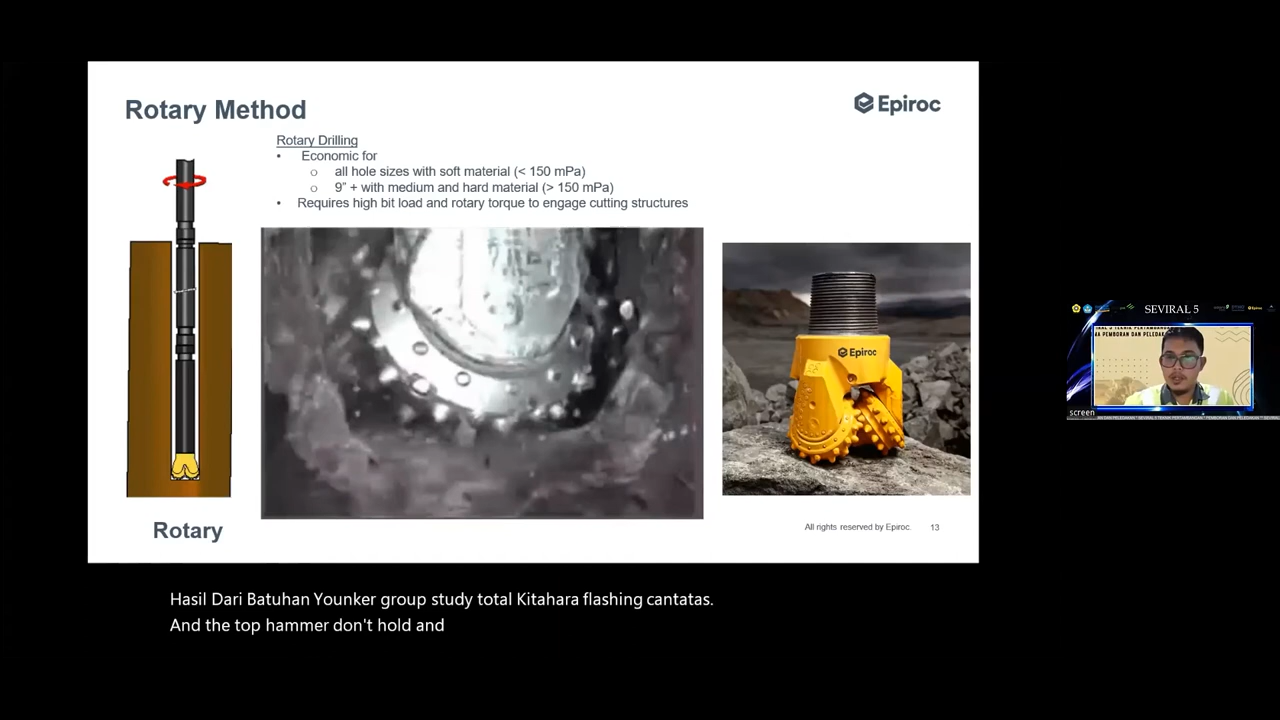 Rotary Method
Epiroc
Rotary Drilling
• Economic for
o all hole sizes with soft material (< 150 mPa)
o 9” + with medium and hard material (> 150 mPa)
• Requires high bit load and rotary torque to engage cutting structures
Epiroc
Rotary
All rights reserved by Epiroc 13
SEVIRAL 5
screen
Hasil Dari Batuhan Younker group study total Kitahara flashing cantatas.
And the top hammer don't hold and